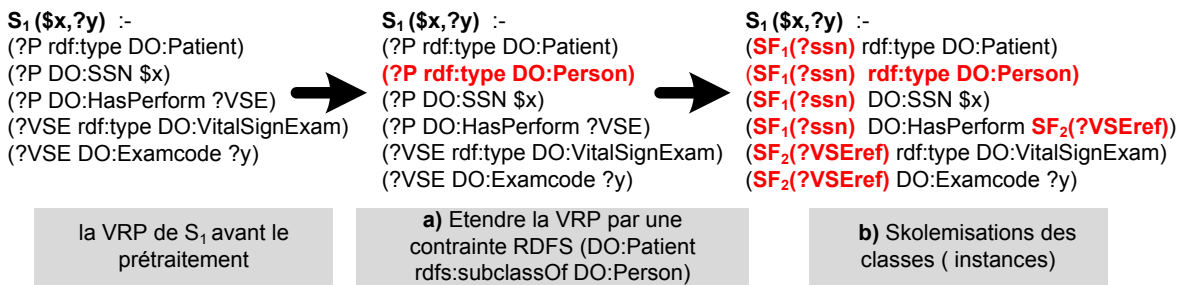 S₁ ($x,?y) :-
(?P rdf:type DO:Patient)
(?P DO:SSN $x)
(?P DO:HasPerform ?VSE)
(?VSE rdf:type DO:VitalSignExam)
(?VSE DO:Examcode ?y)
la VRP de S₁ avant le
prétraitement
S₁ ($x,?y) :-
(?P rdf:type DO:Patient)
(?P rdf:type DO:Person)
(?P DO:SSN $x)
(?P DO:HasPerform ?VSE)
(?VSE rdf:type DO:VitalSignExam)
(?VSE DO:Examcode ?y)
a) Etendre la VRP par une
contrainte RDFS (DO:Patient
rdfs:subclassOf DO:Person)
S₁ ($x,?y) :-
(SF₁(?ssn) rdf:type DO:Patient)
(SF₁(?ssn) rdf:type DO:Person)
(SF₁(?ssn) DO:SSN $x)
(SF₁(?ssn) DO:HasPerform SF₂(?VSEref))
(SF₂(?VSEref) rdf:type DO:VitalSignExam)
(SF₂(?VSEref) DO:Examcode ?y)
b) Skolemisations des
classes ( instances)